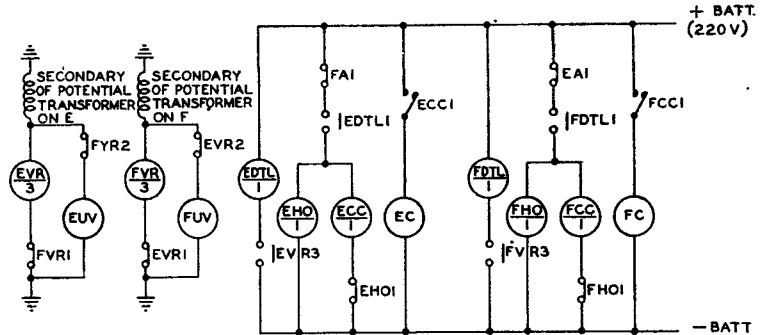 + BATT.
(220 V)
SECONDARY
OF POTENTIAL
TRANSFORMER
ON E
SECONDARY
OF POTENTIAL
TRANSFORMER
ON F
FA1
EA1
ECC1
FCC1
EDTL1
FDTL1
FYR2
EVR2
EVR
3
FVR
3
EDTL
1
FDTL
1
EUV
FUV
EHO
1
ECC
1
EC
FHO
1
FCC
1
FC
FVR1
EVR1
EVR3
FVR3
EHO1
FHO1
— BATT